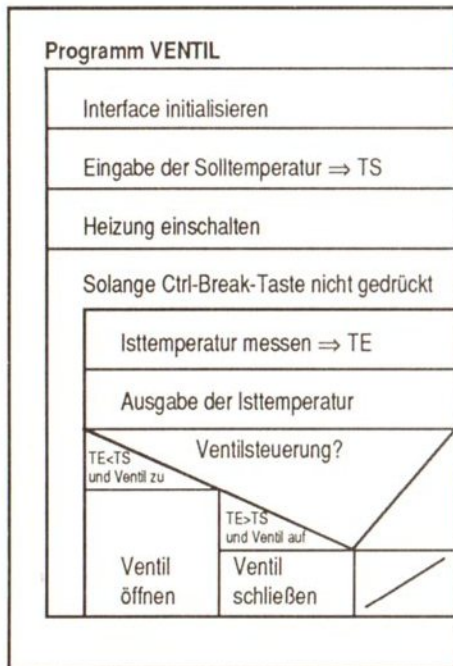 Programm VENTIL
Interface initialisieren
Eingabe der Solltemperatur ⇒ TS
Heizung einschalten
Solange Ctrl-Break-Taste nicht gedrückt
Isttemperatur messen ⇒ TE
Ausgabe der Isttemperatur
Ventilsteuerung?
TE<TS
und Ventil zu
TE>TS
und Ventil auf
Ventil
öffnen
Ventil
schließen